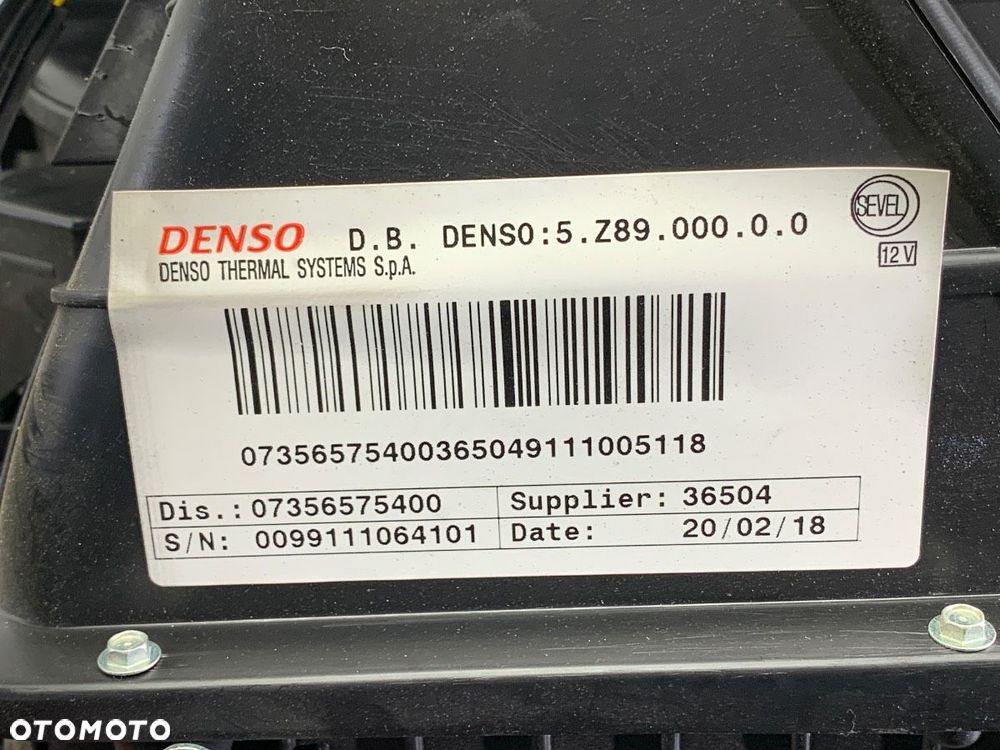 DENSO D.B. DENSO:5.Z89.000.0.0
SEVEL
DENSO THERMAL SYSTEMS S.p.A.
12 V
07356575400365049111005118
Dis.:07356575400 Supplier: 36504
S/N: 0099111064101 Date: 20/02/18
OTOMOTO